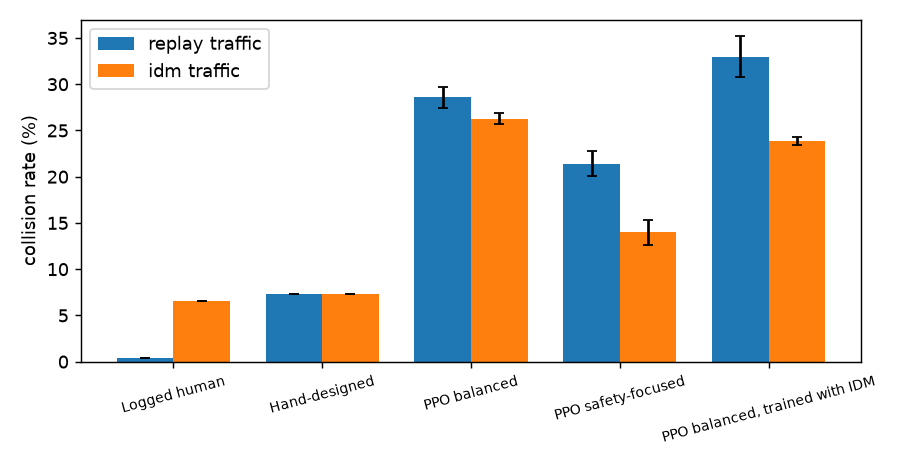 replay traffic
idm traffic
collision rate (%)
35
30
25
20
15
10
5
0
Logged human
Hand-designed
PPO balanced
PPO safety-focused
PPO balanced, trained with IDM